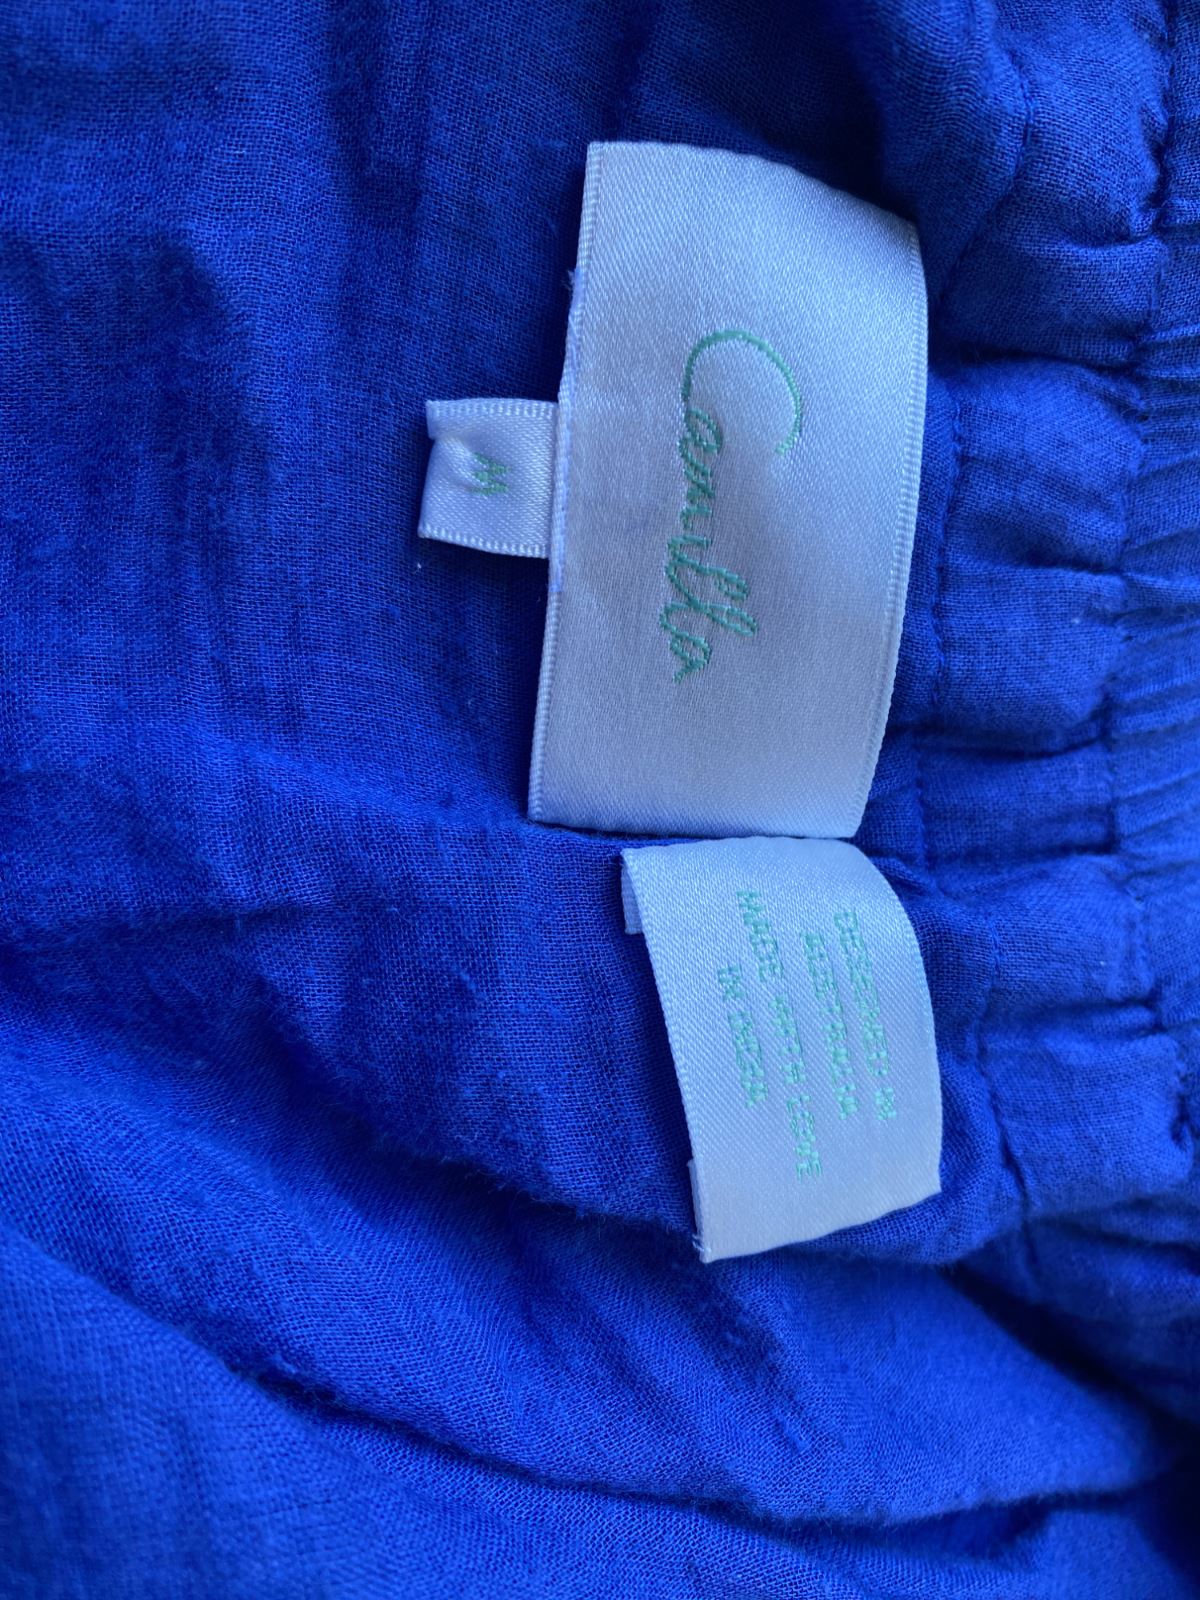 Camilla
M
DESIGNED IN
AUSTRALIA
MADE WITH LOVE
IN INDIA